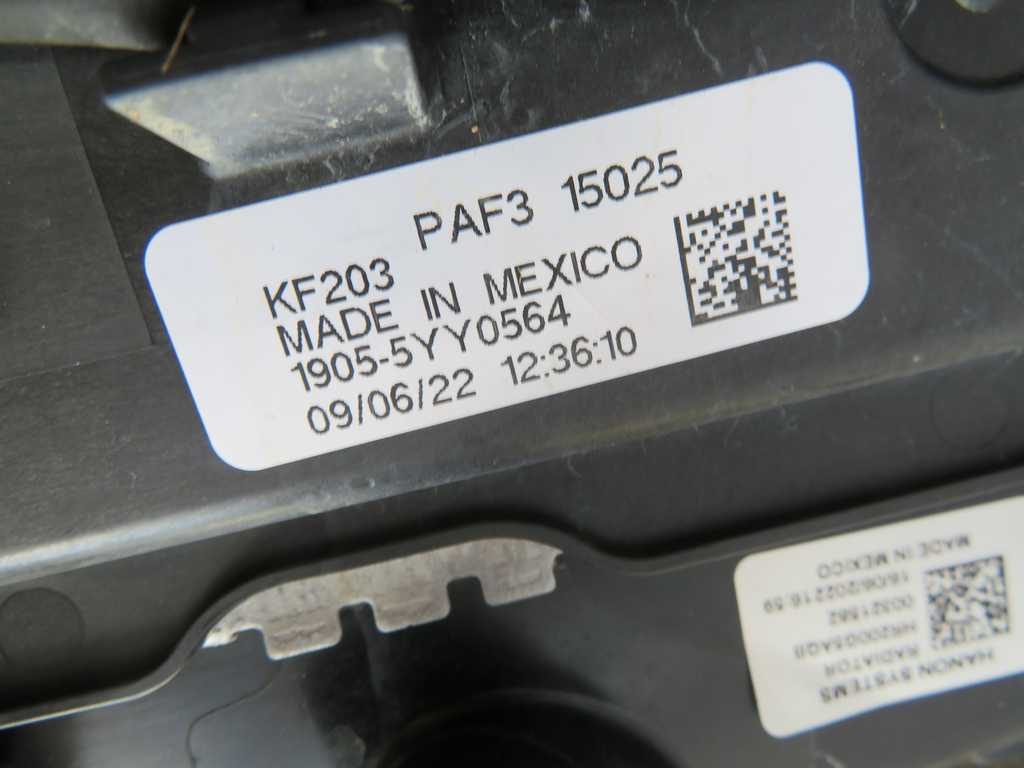 PAF3 15025
KF203
MADE IN MEXICO
1905-5YY0564
09/06/22 12:36:10
HANON SYSTEMS
RADIATOR
00321562
MADE IN MEXICO